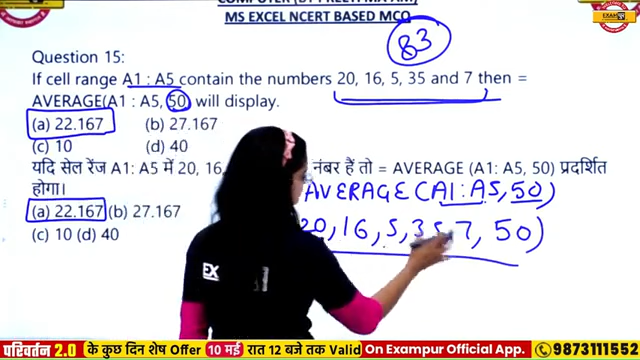 COMPUTER (BY PREETI MA'AM)
MS EXCEL NCERT BASED MCQ
83
Question 15:
If cell range A1 : A5 contain the numbers 20, 16, 5, 35 and 7 then =
AVERAGE(A1 : A5, 50) will display.
(a) 22.167 (b) 27.167
(c) 10 (d) 40
यदि सेल रेंज A1: A5 में 20, 16, नंबर हैं तो = AVERAGE (A1: A5, 50) प्रदर्शित
होगा।
(a) 22.167 (b) 27.167
(c) 10 (d) 40
AVERAGE (A1 : A5, 50)
20, 16, 5, 35, 7, 50)
EX
परिवर्तन 2.0 के कुछ दिन शेष Offer 10 मई रात 12 बजे तक Valid On Exampur Official App. 9873111552